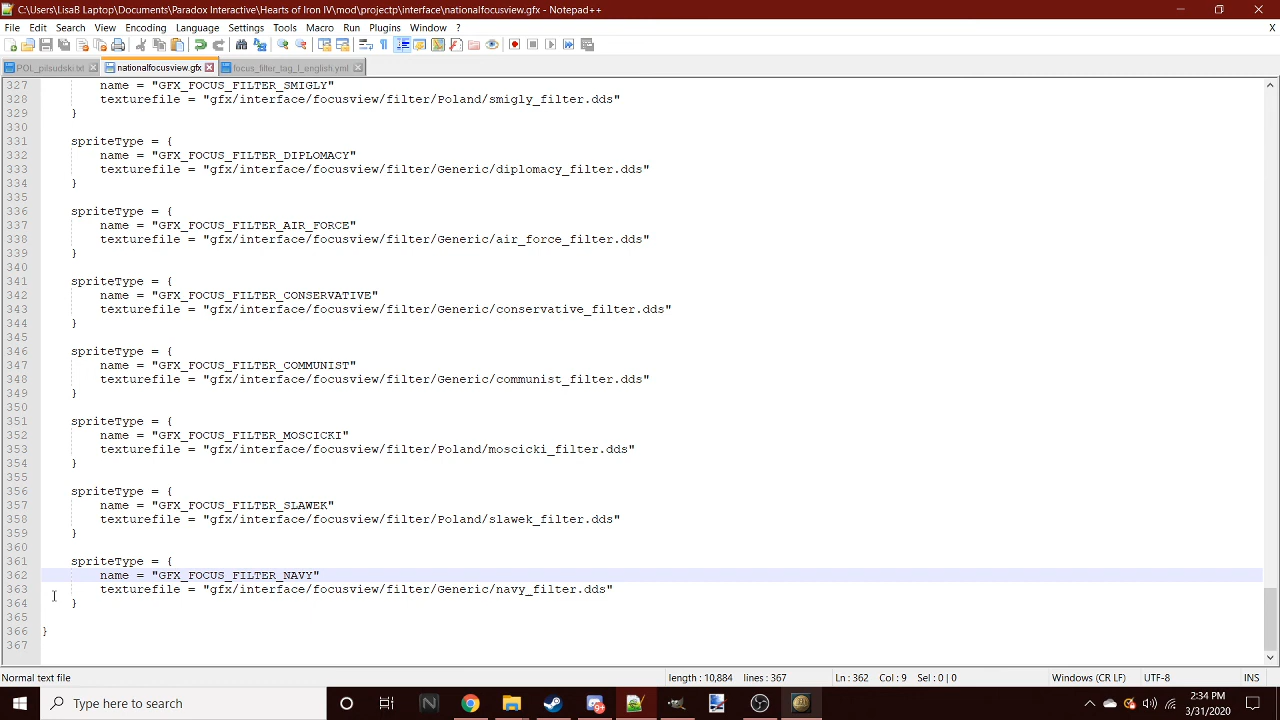 C:\Users\LisaB Laptop\Documents\Paradox Interactive\Hearts of Iron IV\mod\projectp\interface\nationalfocusview.gfx - Notepad++
File Edit Search View Encoding Language Settings Tools Macro Run Plugins Window ? X
POL_pilsudski.txt nationalfocusview.gfx focus_filter_tag_l_english.yml
327 name = "GFX_FOCUS_FILTER_SMIGLY"
328 texturefile = "gfx/interface/focusview/filter/Poland/smigly_filter.dds"
329 }
330
331 spriteType = {
332 name = "GFX_FOCUS_FILTER_DIPLOMACY"
333 texturefile = "gfx/interface/focusview/filter/Generic/diplomacy_filter.dds"
334 }
335
336 spriteType = {
337 name = "GFX_FOCUS_FILTER_AIR_FORCE"
338 texturefile = "gfx/interface/focusview/filter/Generic/air_force_filter.dds"
339 }
340
341 spriteType = {
342 name = "GFX_FOCUS_FILTER_CONSERVATIVE"
343 texturefile = "gfx/interface/focusview/filter/Generic/conservative_filter.dds"
344 }
345
346 spriteType = {
347 name = "GFX_FOCUS_FILTER_COMMUNIST"
348 texturefile = "gfx/interface/focusview/filter/Generic/communist_filter.dds"
349 }
350
351 spriteType = {
352 name = "GFX_FOCUS_FILTER_MOSCICKI"
353 texturefile = "gfx/interface/focusview/filter/Poland/moscicki_filter.dds"
354 }
355
356 spriteType = {
357 name = "GFX_FOCUS_FILTER_SLAWEK"
358 texturefile = "gfx/interface/focusview/filter/Poland/slawek_filter.dds"
359 }
360
361 spriteType = {
362 name = "GFX_FOCUS_FILTER_NAVY"
363 texturefile = "gfx/interface/focusview/filter/Generic/navy_filter.dds"
364 }
365
366 }
367
Normal text file length : 10,884 lines : 367 Ln : 362 Col : 9 Sel : 0 | 0 Windows (CR LF) UTF-8 INS
Type here to search 2:34 PM
3/31/2020